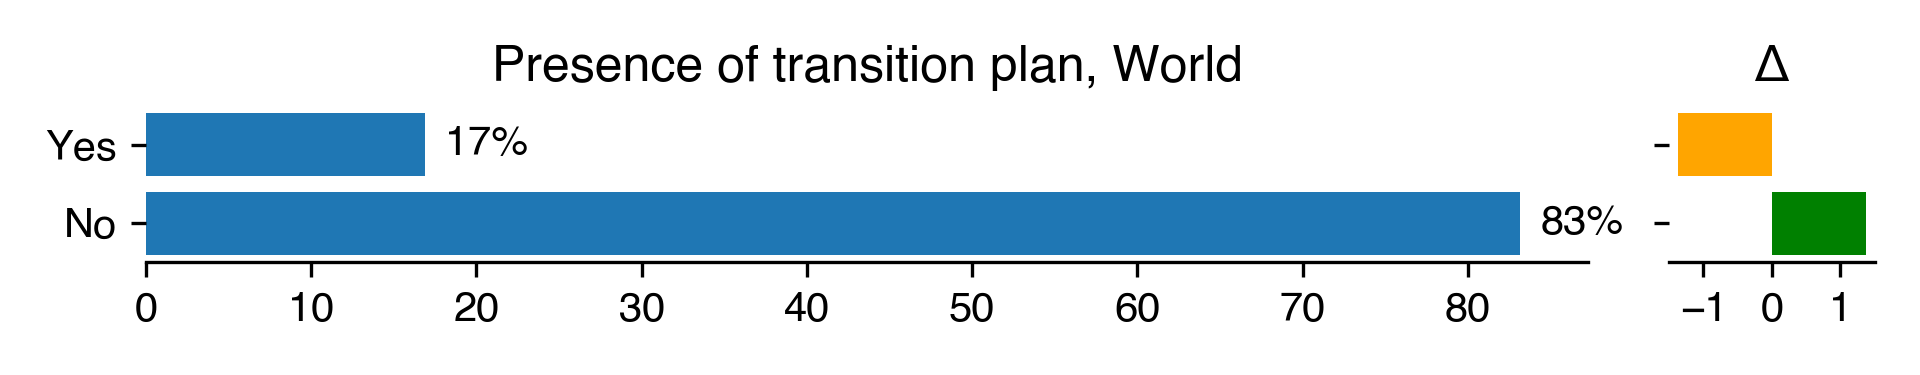 Presence of transition plan, World
Δ
Yes
17%
No
83%
0 10 20 30 40 50 60 70 80
−1 0 1